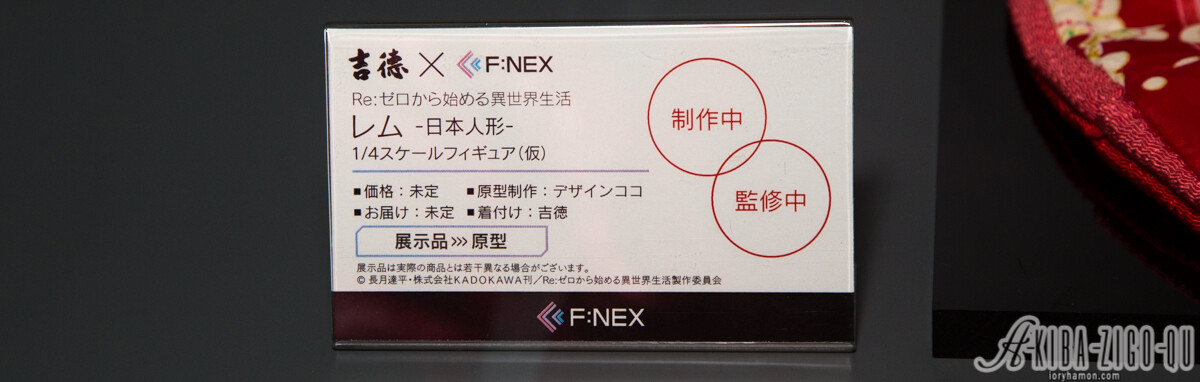 吉德×F:NEX
Re:ゼロから始める異世界生活
レム -日本人形-
1/4スケールフィギュア(仮)
■価格：未定 ■原型制作：デザインココ
■お届け：未定 ■着付け：吉徳
展示品>>>原型
展示品は実際の商品とは若干異なる場合がございます。
© 長月達平・株式会社KADOKAWA刊／Re:ゼロから始める異世界生活製作委員会
制作中
監修中
F:NEX
A-KIBA-ZOGO-QU
loryhamon.com